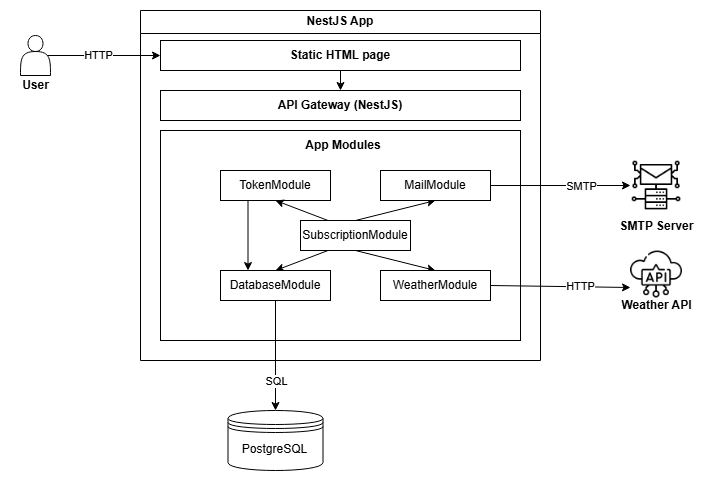 NestJS App
HTTP
Static HTML page
User
API Gateway (NestJS)
App Modules
TokenModule
MailModule
SMTP
SubscriptionModule
SMTP Server
DatabaseModule
WeatherModule
HTTP
API
Weather API
SQL
PostgreSQL